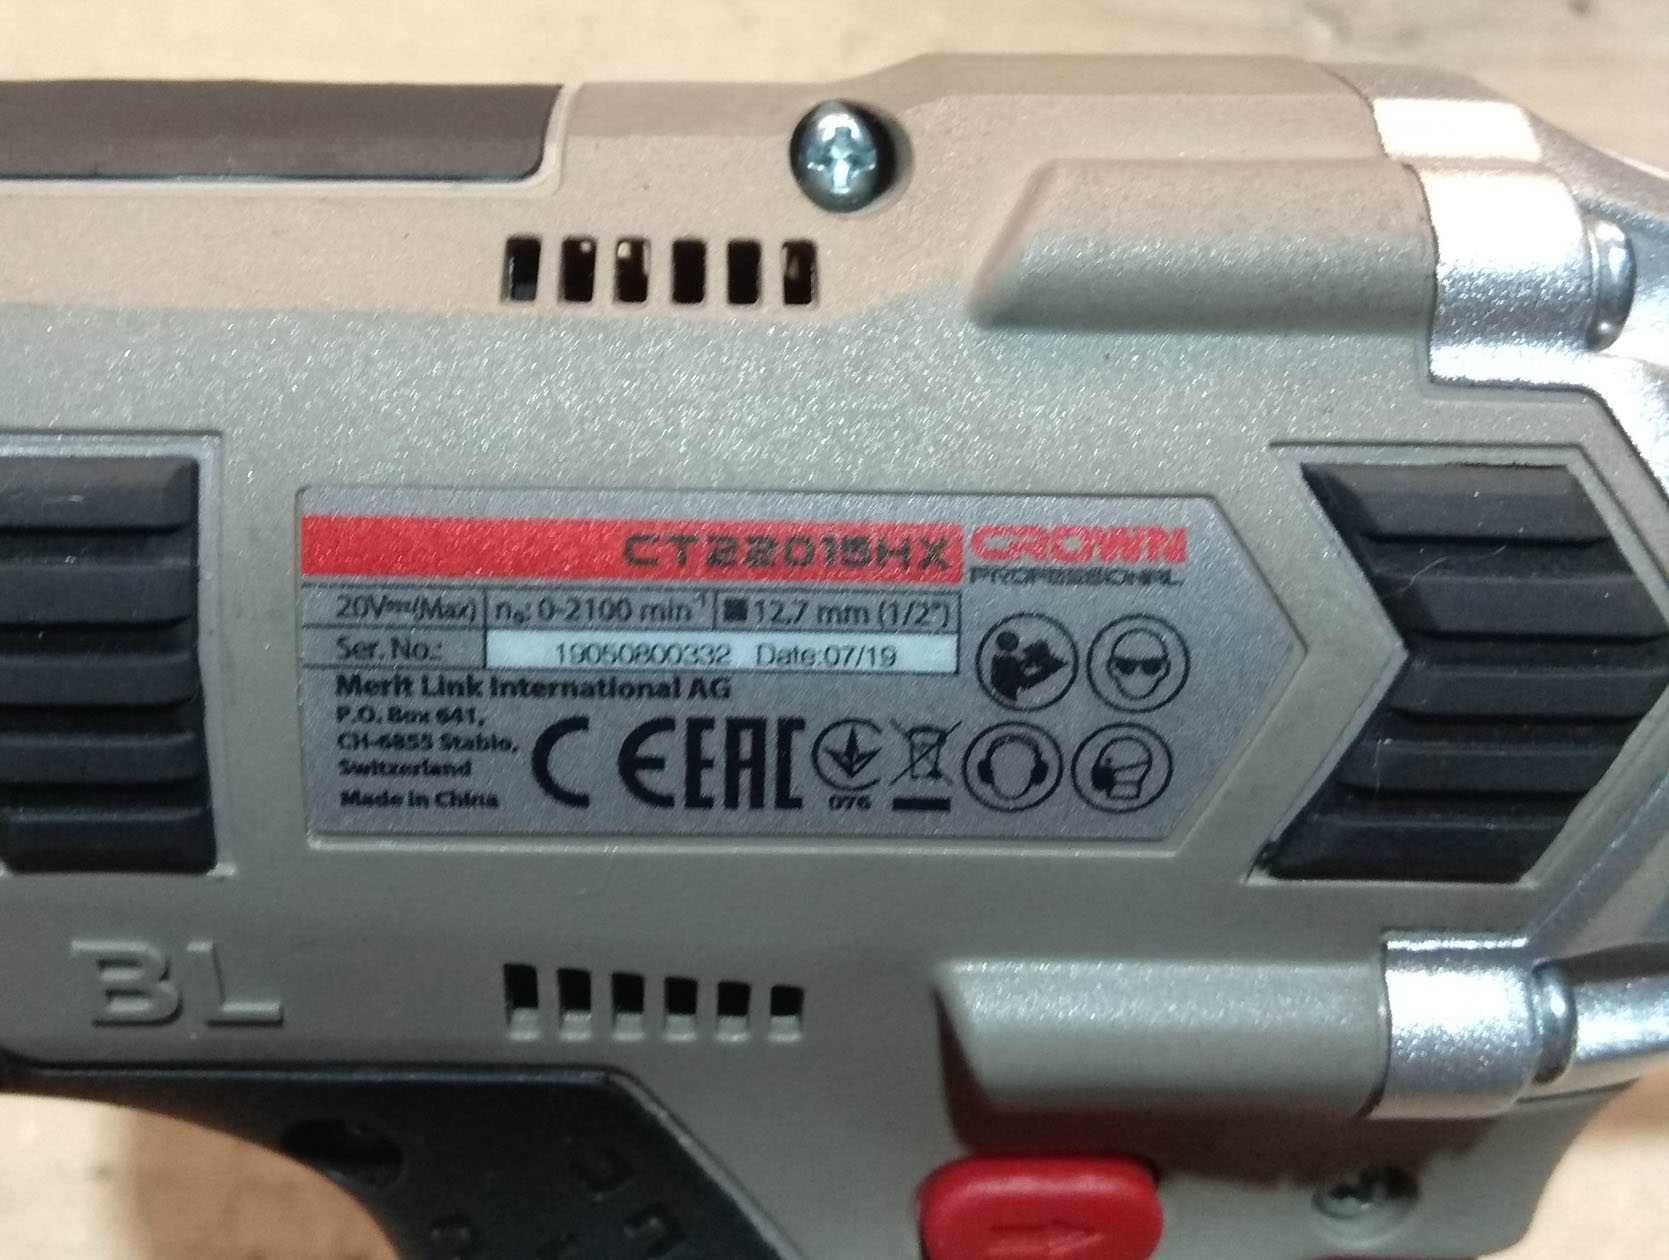 CT22015HX CROWN
PROFESSIONAL
20V⎓(Max) n₀: 0-2100 min⁻¹ 12,7 mm (1/2")
Ser. No.: 19050800332 Date:07/19
Merit Link International AG
P.O. Box 641,
CH-6855 Stabio,
Switzerland
Made in China
CE EAC
076
BL